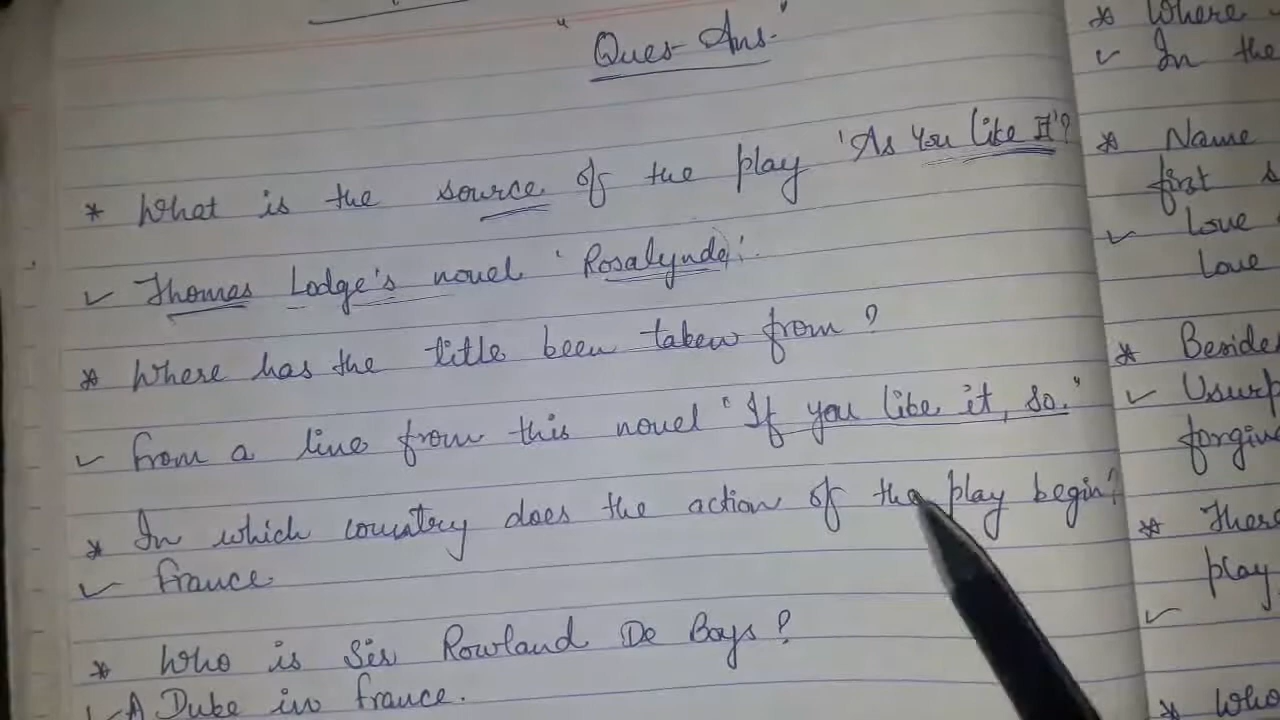 "Ques-Ans-"
* What is the source of the play 'As You like It'?
✓ Thomas Lodge's novel 'Rosalynde'.
* Where has the title been taken from?
✓ from a line from this novel "If you like it, so."
* In which country does the action of the play begin?
✓ france
* Who is Sir Rowland De Boys?
✓ A Duke in france.
* Where
✓ In the
* Name
first
✓ Love
Love
* Beside
✓ Usurp
forgiv
* There
play
✓
* Who